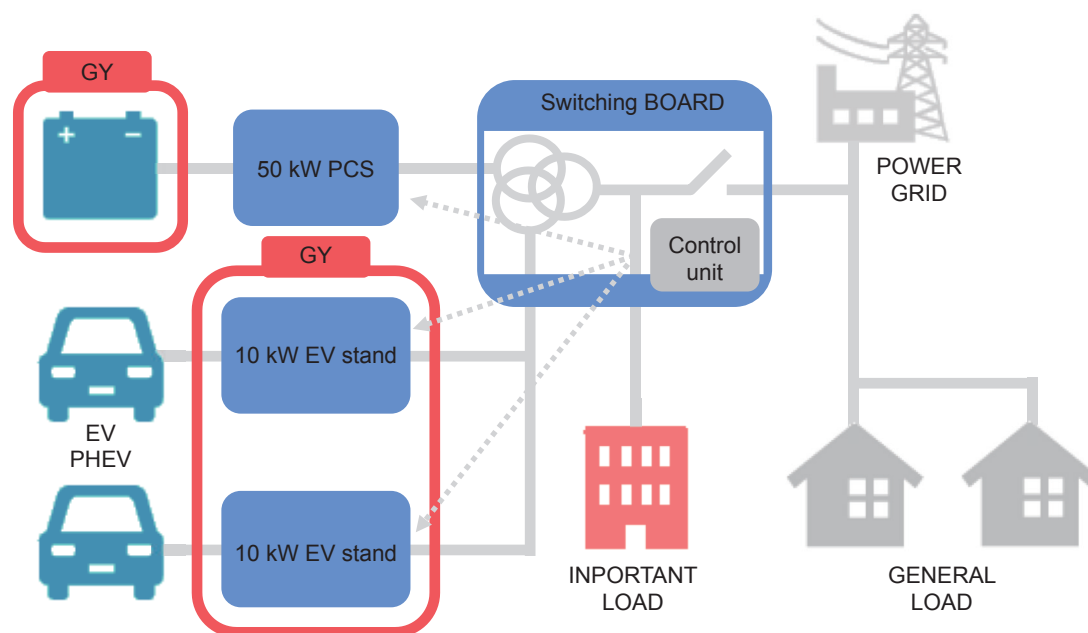 GY
+ -
50 kW PCS
Switching BOARD
Control
unit
POWER
GRID
GY
10 kW EV stand
EV
PHEV
10 kW EV stand
INPORTANT
LOAD
GENERAL
LOAD